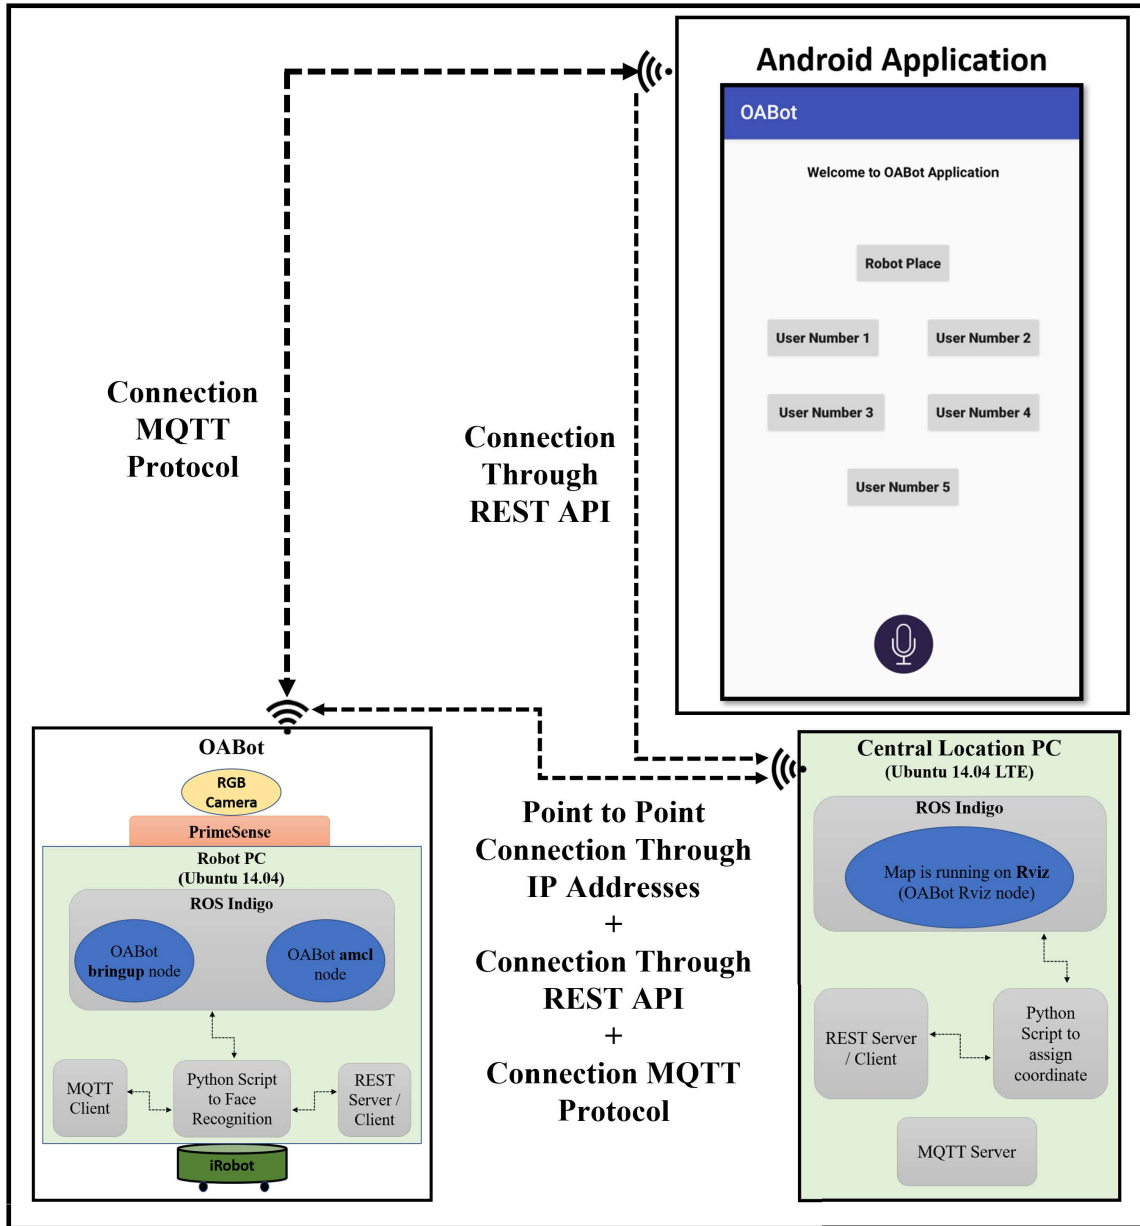 Android Application
OABot
Welcome to OABot Application
Robot Place
User Number 1
User Number 2
User Number 3
User Number 4
User Number 5
Connection
MQTT
Protocol
Connection
Through
REST API
OABot
RGB
Camera
PrimeSense
Robot PC
(Ubuntu 14.04)
ROS Indigo
OABot
bringup node
OABot amcl
node
MQTT
Client
Python Script
to Face
Recognition
REST
Server /
Client
iRobot
Point to Point
Connection Through
IP Addresses
+
Connection Through
REST API
+
Connection MQTT
Protocol
Central Location PC
(Ubuntu 14.04 LTE)
ROS Indigo
Map is running on Rviz
(OABot Rviz node)
REST Server
/ Client
Python
Script to
assign
coordinate
MQTT Server